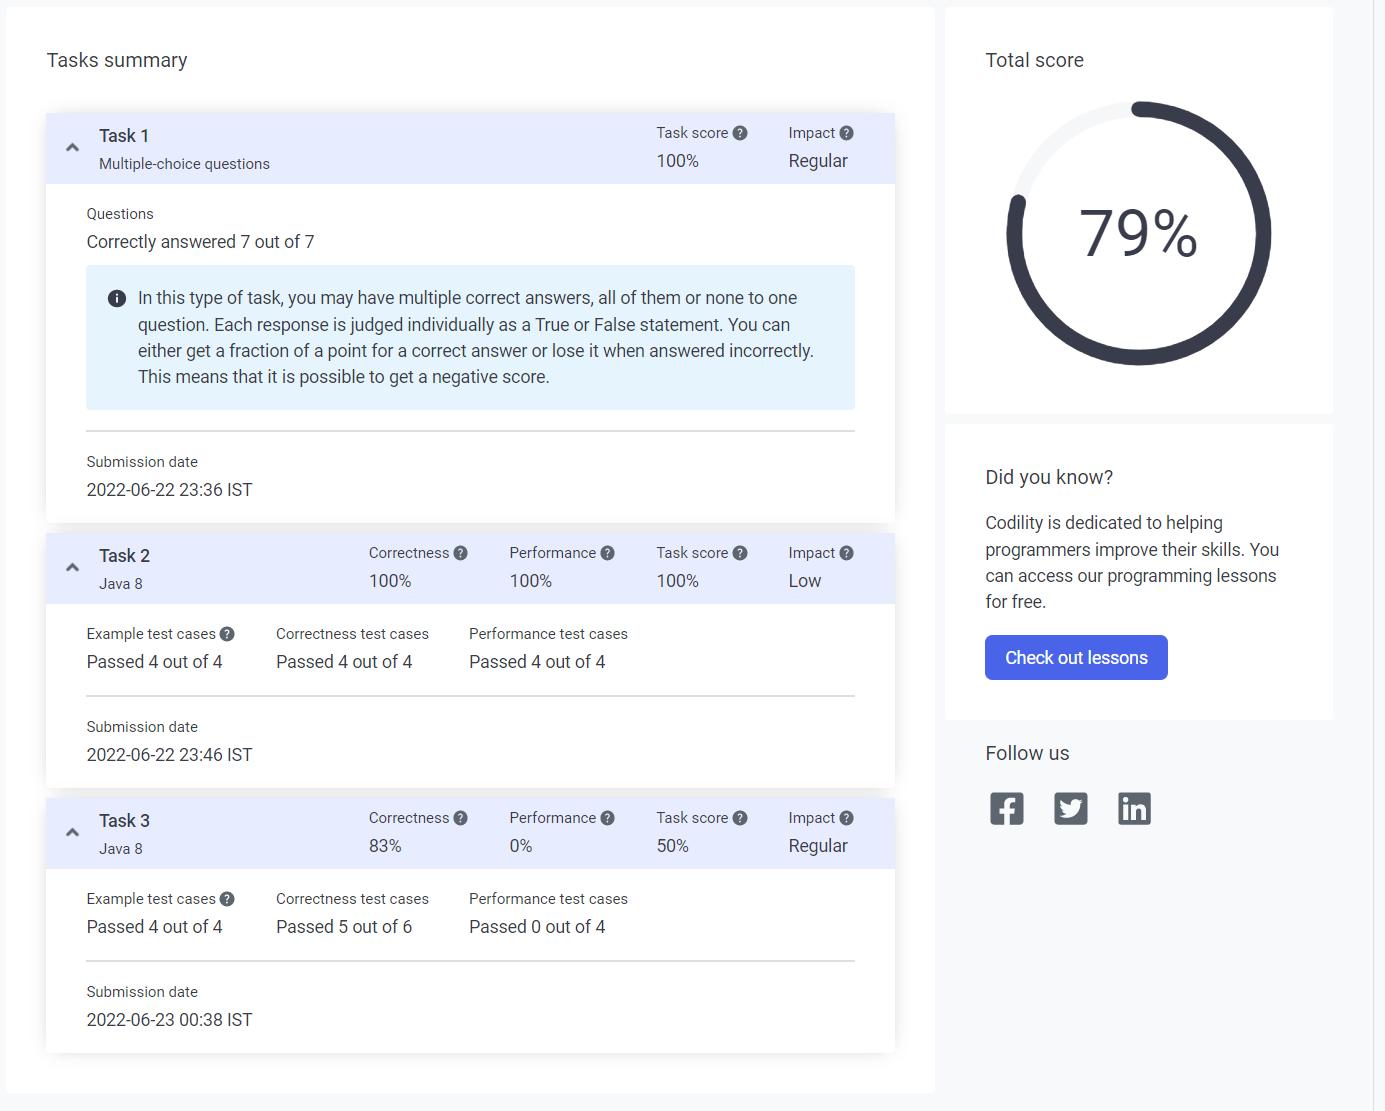 Tasks summary
Task 1
Multiple-choice questions
Task score ?
100%
Impact ?
Regular
Questions
Correctly answered 7 out of 7
In this type of task, you may have multiple correct answers, all of them or none to one
question. Each response is judged individually as a True or False statement. You can
either get a fraction of a point for a correct answer or lose it when answered incorrectly.
This means that it is possible to get a negative score.
Submission date
2022-06-22 23:36 IST
Task 2
Java 8
Correctness ?
100%
Performance ?
100%
Task score ?
100%
Impact ?
Low
Example test cases ?
Passed 4 out of 4
Correctness test cases
Passed 4 out of 4
Performance test cases
Passed 4 out of 4
Submission date
2022-06-22 23:46 IST
Task 3
Java 8
Correctness ?
83%
Performance ?
0%
Task score ?
50%
Impact ?
Regular
Example test cases ?
Passed 4 out of 4
Correctness test cases
Passed 5 out of 6
Performance test cases
Passed 0 out of 4
Submission date
2022-06-23 00:38 IST
Total score
79%
Did you know?
Codility is dedicated to helping
programmers improve their skills. You
can access our programming lessons
for free.
Check out lessons
Follow us